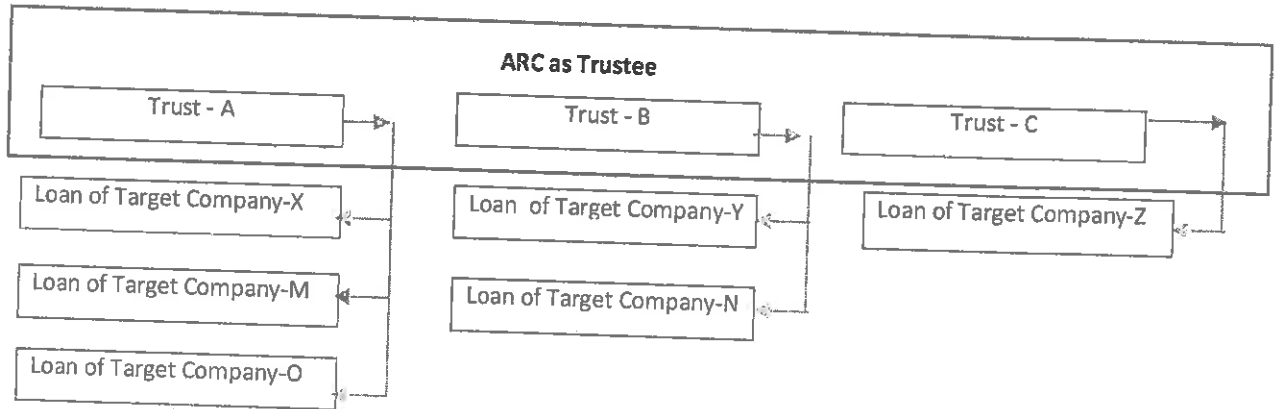 ARC as Trustee
Trust - A
Trust - B
Trust - C
Loan of Target Company-X
Loan of Target Company-Y
Loan of Target Company-Z
Loan of Target Company-M
Loan of Target Company-N
Loan of Target Company-O